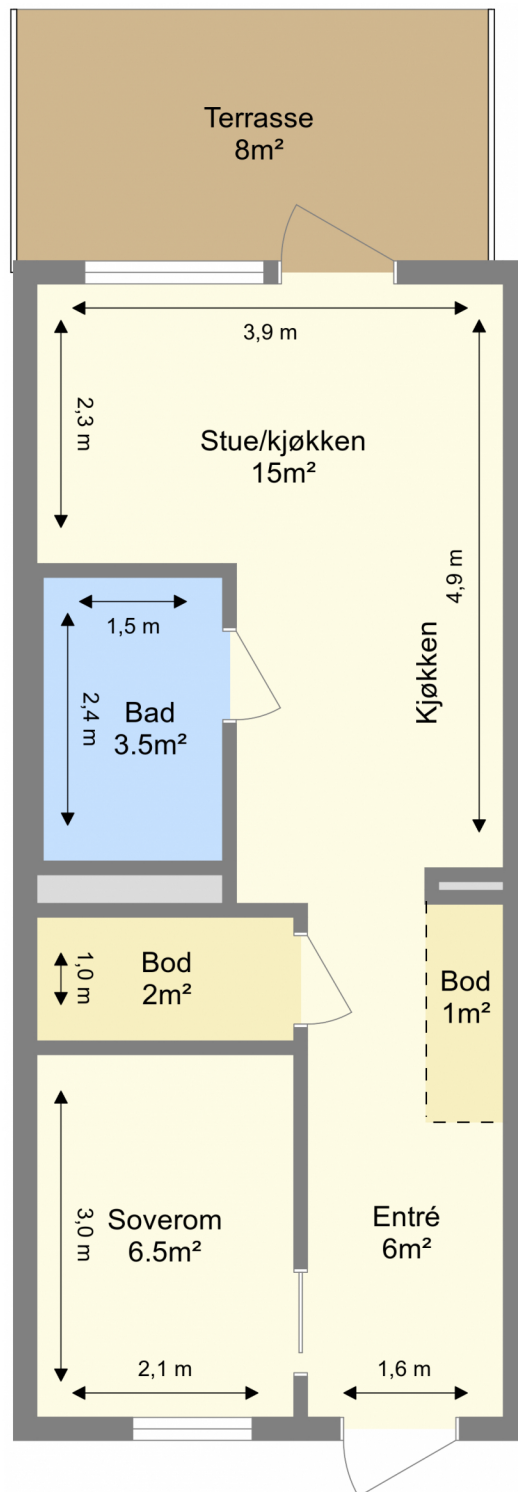 Terrasse
8m²
3,9 m
2,3 m
Stue/kjøkken
15m²
4,9 m
1,5 m
Kjøkken
2,4 m
Bad
3.5m²
1,0 m
Bod
2m²
Bod
1m²
3,0 m
Soverom
6.5m²
Entré
6m²
2,1 m
1,6 m